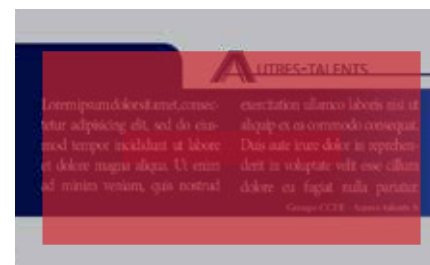 AUTRES-TALENTS
Lorem ipsum dolor sit amet, consec-
tetur adipisicing elit, sed do eius-
mod tempor incididunt ut labore
et dolore magna aliqua. Ut enim
ad minim veniam, quis nostrud
exercitation ullamco laboris nisi ut
aliquip ex ea commodo consequat.
Duis aute irure dolor in reprehen-
derit in voluptate velit esse cillum
dolore eu fugiat nulla pariatur.